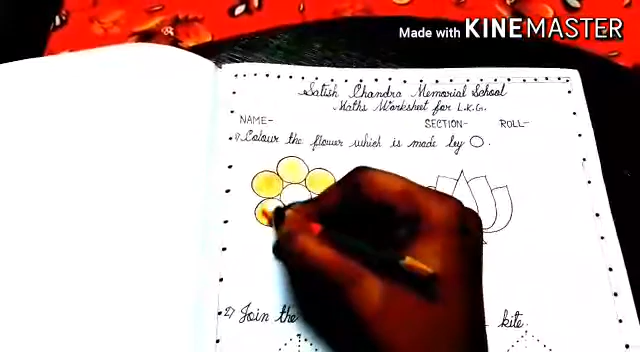 Made with KINEMASTER
Satish Chandra Memorial School
Maths Worksheet for L.K.G.
NAME- SECTION- ROLL-
1) Colour the flower which is made by ○.
2) Join the kite.